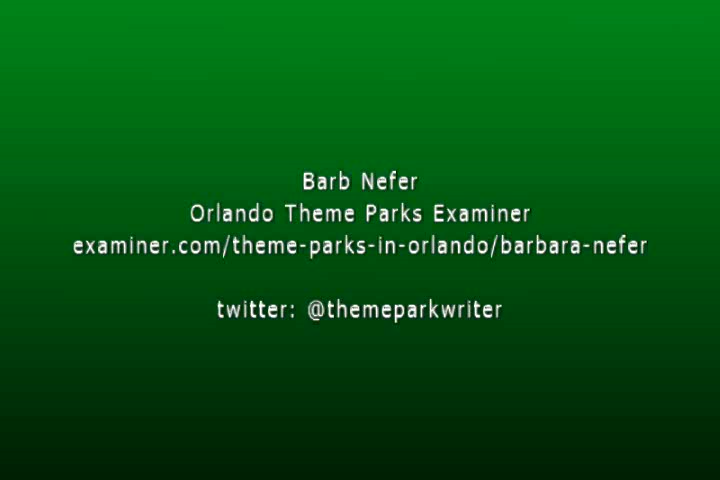 Barb Nefer
Orlando Theme Parks Examiner
examiner.com/theme-parks-in-orlando/barbara-nefer
twitter: @themeparkwriter